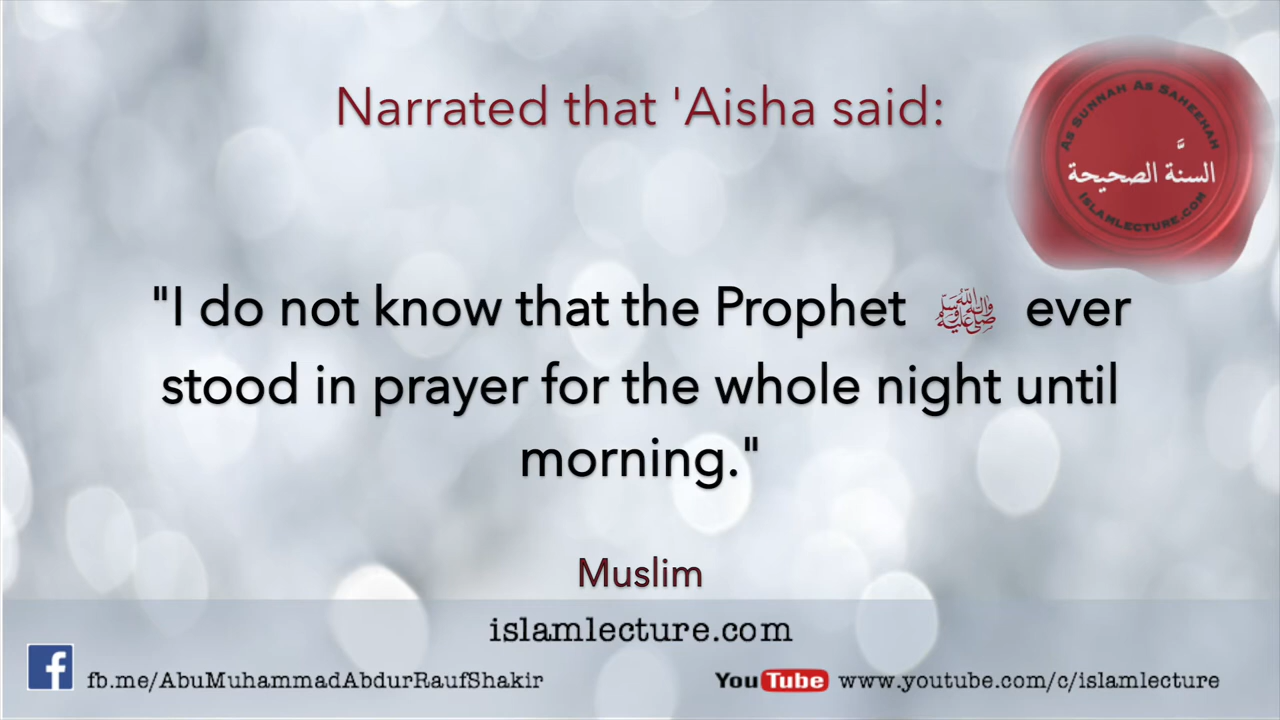 Narrated that 'Aisha said:
AS SUNNAH AS SAHEEHAH
السنَّة الصحيحة
ISLAMLECTURE.COM
"I do not know that the Prophet ﷺ ever
stood in prayer for the whole night until
morning."
Muslim
islamlecture.com
fb.me/AbuMuhammadAbdurRaufShakir
YouTube www.youtube.com/c/islamlecture